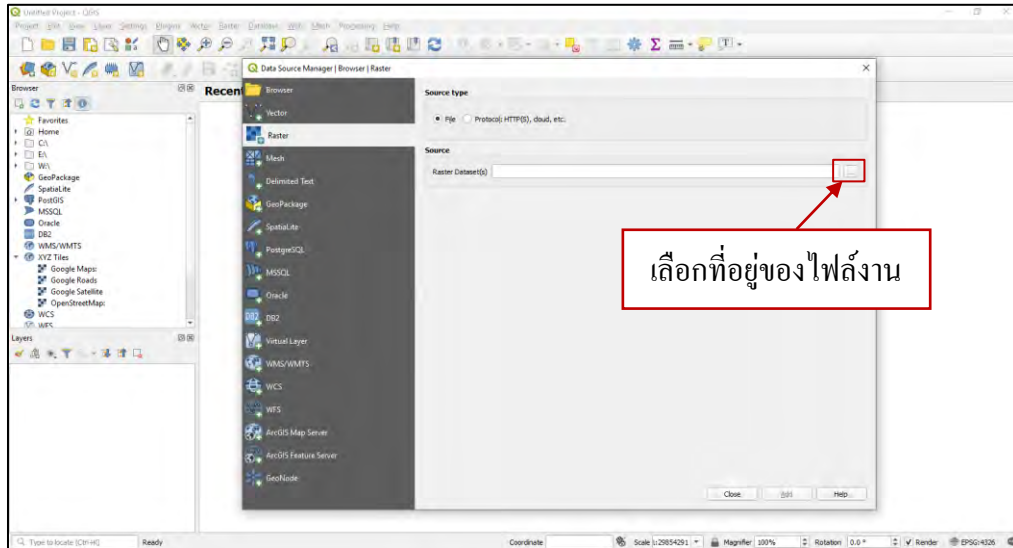 Untitled Project - QGIS
Project Edit View Layer Settings Plugins Vector Raster Database Web Mesh Processing Help
Data Source Manager | Browser | Raster
Browser
Favorites
Home
C:\
E:\
W:\
GeoPackage
SpatiaLite
PostGIS
MSSQL
Oracle
DB2
WMS/WMTS
XYZ Tiles
Google Maps:
Google Roads
Google Satellite
OpenStreetMap:
WCS
WFS
Layers
Recen
Browser
Vector
Raster
Mesh
Delimited Text
GeoPackage
SpatiaLite
PostgreSQL
MSSQL
Oracle
DB2
Virtual Layer
WMS/WMTS
WCS
WFS
ArcGIS Map Server
ArcGIS Feature Server
GeoNode
Source type
File Protocol: HTTP(S), cloud, etc.
Source
Raster Dataset(s) ...
เลือกที่อยู่ของไฟล์งาน
Close Add Help
Type to locate (Ctrl+K) Ready Coordinate Scale 1:29854291 Magnifier 100% Rotation 0.0 ° Render EPSG:4326